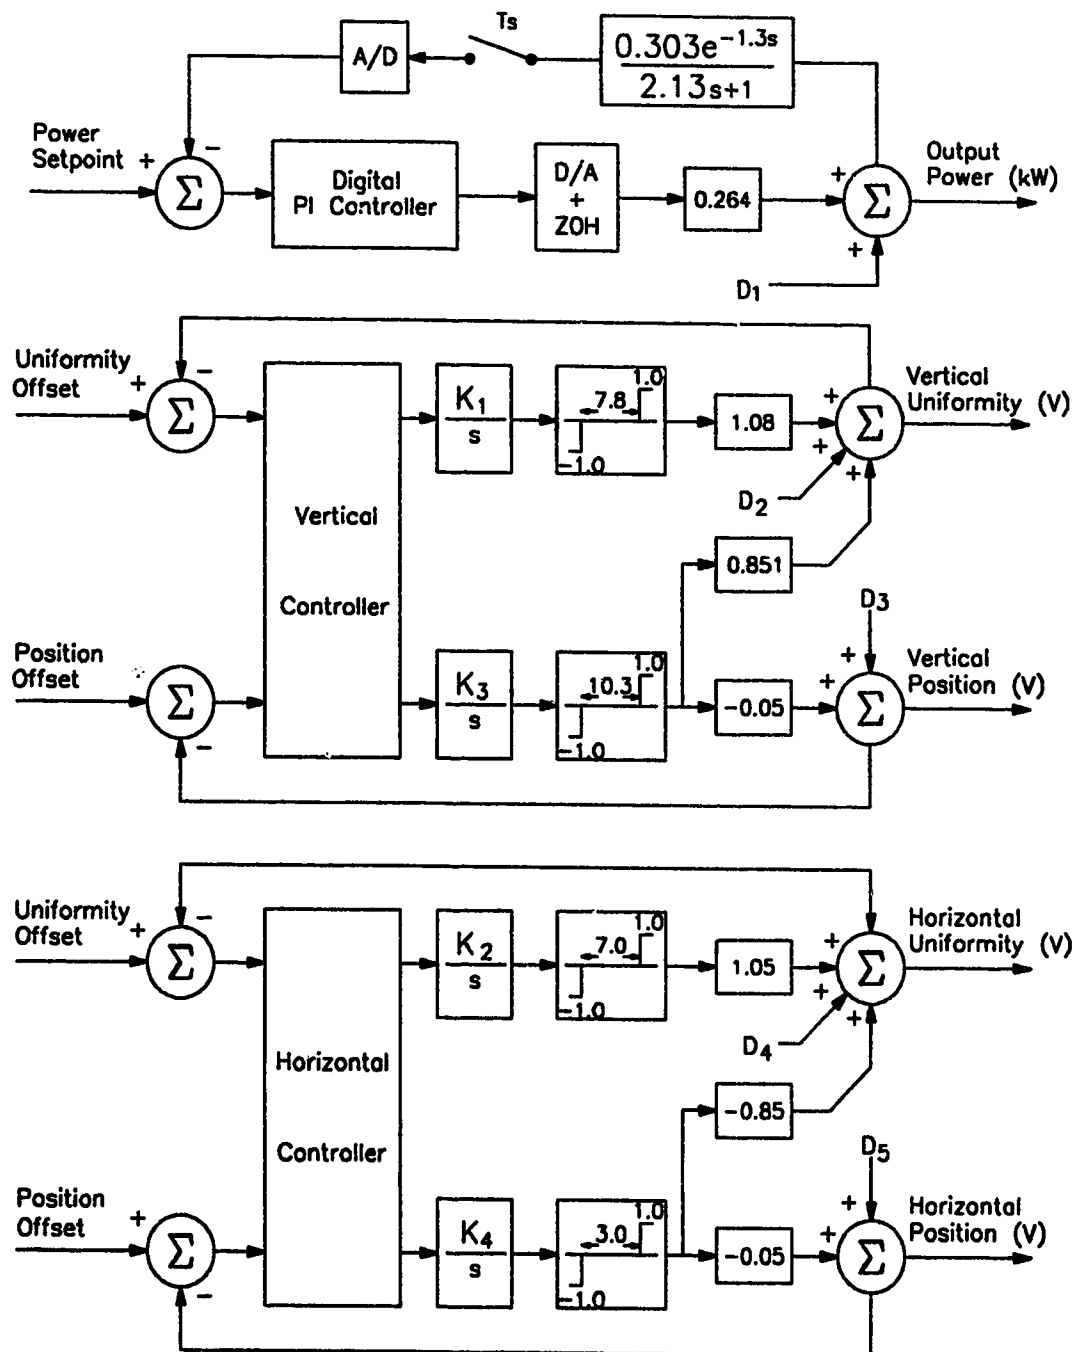 Ts
A/D
0.303e^-1.3s
2.13s+1
Power
Setpoint
+
−
Σ
Digital
PI Controller
D/A
+
ZOH
0.264
+
Σ
+
Output
Power (kW)
D1
Uniformity
Offset
+
−
Σ
Vertical
Controller
K1
s
1.0
7.8
−1.0
1.08
+
+
+
Σ
Vertical
Uniformity (V)
D2
0.851
D3
Position
Offset
+
−
Σ
K3
s
1.0
10.3
−1.0
−0.05
+
+
Σ
Vertical
Position (V)
Uniformity
Offset
+
−
Σ
Horizontal
Controller
K2
s
1.0
7.0
−1.0
1.05
+
+
+
Σ
Horizontal
Uniformity (V)
D4
−0.85
D5
Position
Offset
+
−
Σ
K4
s
1.0
3.0
−1.0
−0.05
+
+
Σ
Horizontal
Position (V)